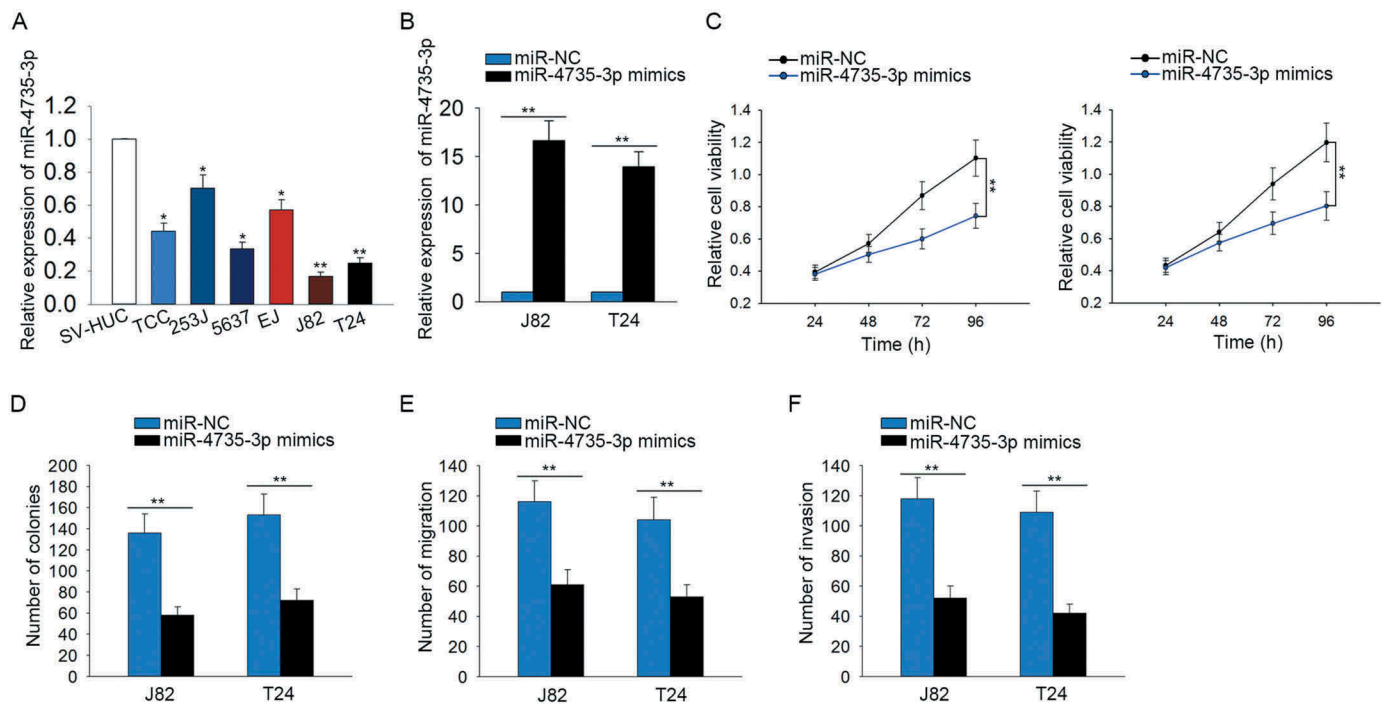 A
Relative expression of miR-4735-3p
1.2
1.0
0.8
0.6
0.4
0.2
0.0
*
*
*
*
**
**
SV-HUC
TCC
253J
5637
EJ
J82
T24
B
miR-NC
miR-4735-3p mimics
Relative expression of miR-4735-3p
20
15
10
5
0
**
**
J82
T24
C
miR-NC
miR-4735-3p mimics
Relative cell viability
1.4
1.2
1.0
0.8
0.6
0.4
0.2
**
24
48
72
96
Time (h)
miR-NC
miR-4735-3p mimics
Relative cell viability
1.4
1.2
1.0
0.8
0.6
0.4
0.2
**
24
48
72
96
Time (h)
D
miR-NC
miR-4735-3p mimics
Number of colonies
200
180
160
140
120
100
80
60
40
20
0
**
**
J82
T24
E
miR-NC
miR-4735-3p mimics
Number of migration
140
120
100
80
60
40
20
0
**
**
J82
T24
F
miR-NC
miR-4735-3p mimics
Number of invasion
140
120
100
80
60
40
20
0
**
**
J82
T24